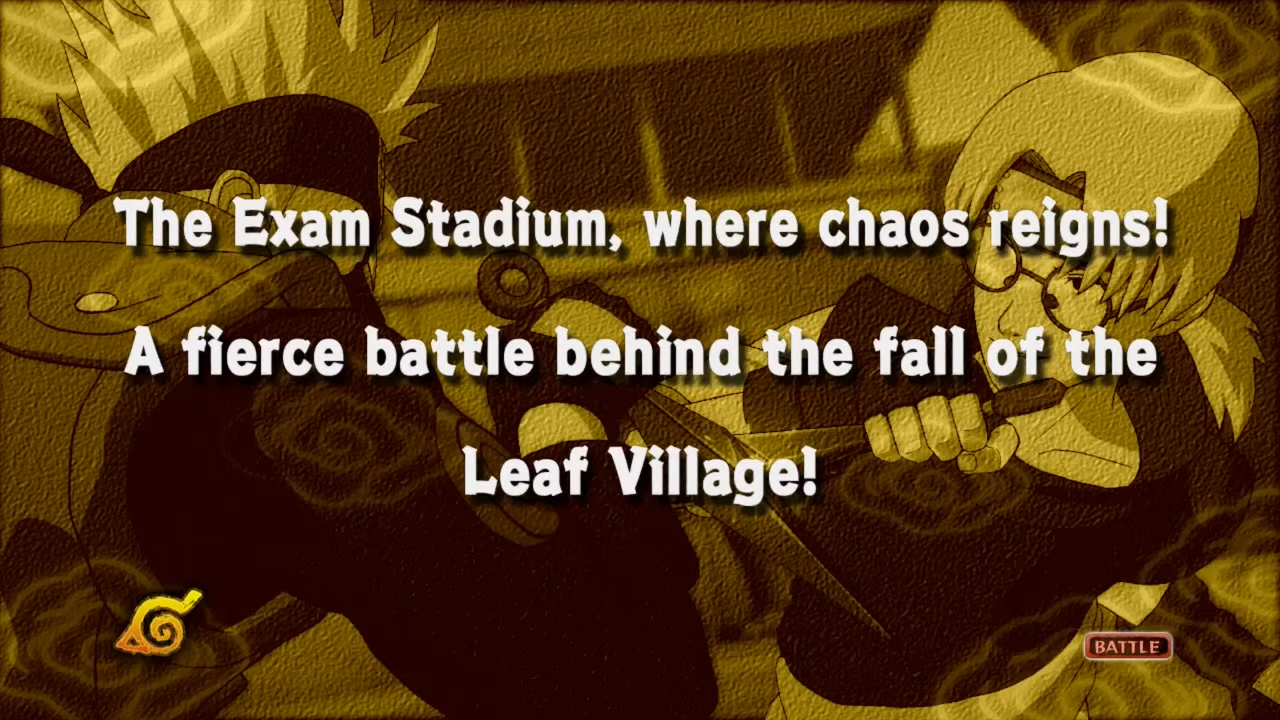 The Exam Stadium, where chaos reigns!
A fierce battle behind the fall of the
Leaf Village!
BATTLE